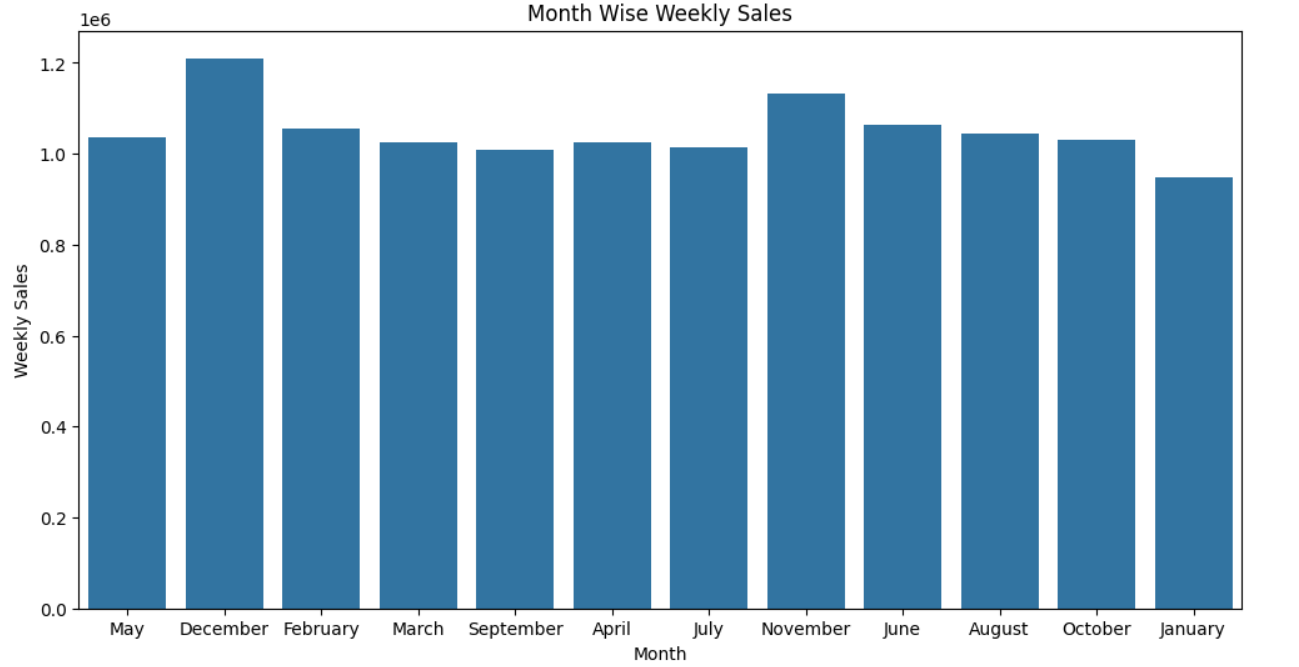 Month Wise Weekly Sales
1e6
1.2
1.0
0.8
0.6
0.4
0.2
0.0
Weekly Sales
May December February March September April July November June August October January
Month